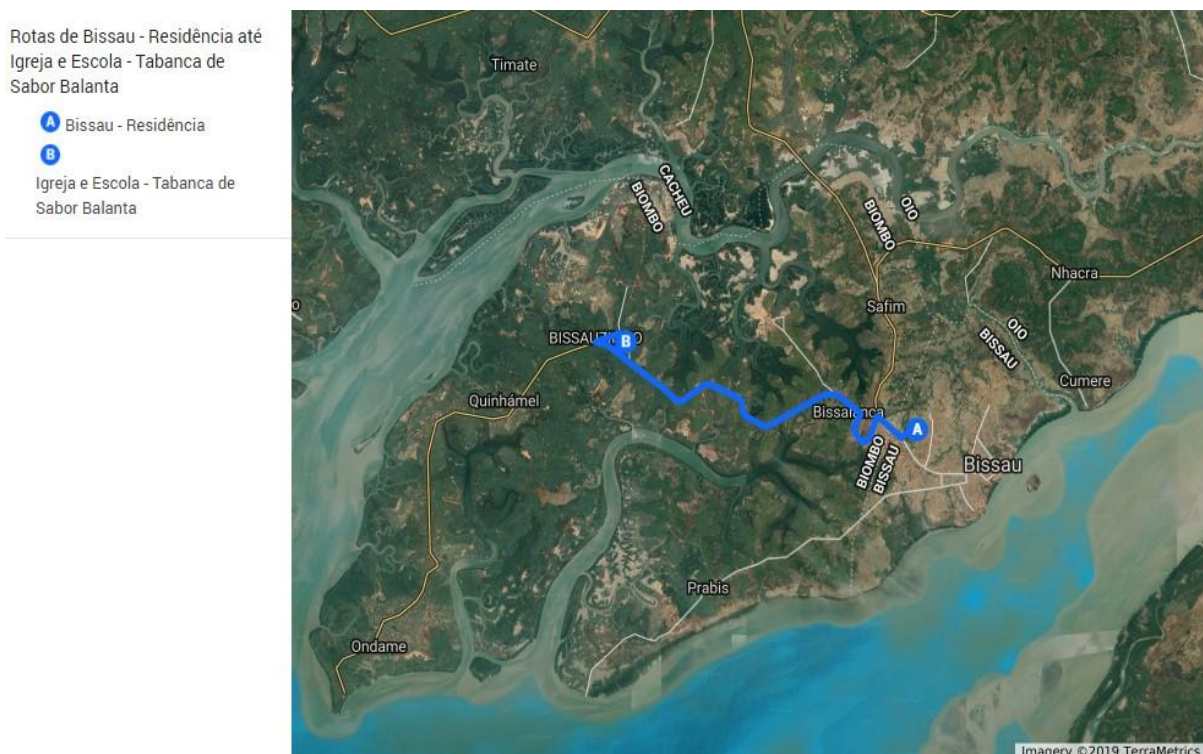 Rotas de Bissau - Residência até
Igreja e Escola - Tabanca de
Sabor Balanta
A Bissau - Residência
B
Igreja e Escola - Tabanca de
Sabor Balanta
Timate
CACHEU
BIOMBO
OIO
BIOMBO
Nhacra
Safim
OIO
BISSAU
B
Cumere
Quinhámel
Bissalanca
A
BIOMBO
BISSAU
Bissau
Prabis
Ondame
Imagery ©2019 TerraMetrics